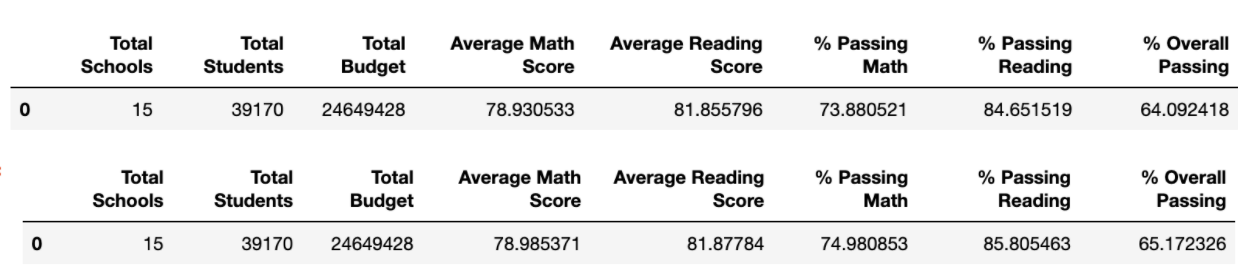 Total Total Total Average Math Average Reading % Passing % Passing % Overall
Schools Students Budget Score Score Math Reading Passing
0 15 39170 24649428 78.930533 81.855796 73.880521 84.651519 64.092418
Total Total Total Average Math Average Reading % Passing % Passing % Overall
Schools Students Budget Score Score Math Reading Passing
0 15 39170 24649428 78.985371 81.87784 74.980853 85.805463 65.172326